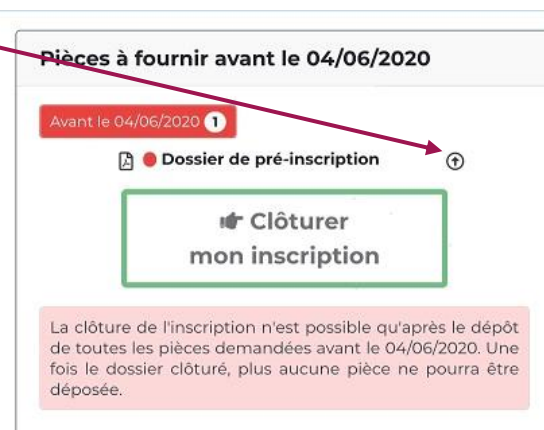 Pièces à fournir avant le 04/06/2020
Avant le 04/06/2020 1
Dossier de pré-inscription
Clôturer
mon inscription
La clôture de l'inscription n'est possible qu'après le dépôt
de toutes les pièces demandées avant le 04/06/2020. Une
fois le dossier clôturé, plus aucune pièce ne pourra être
déposée.